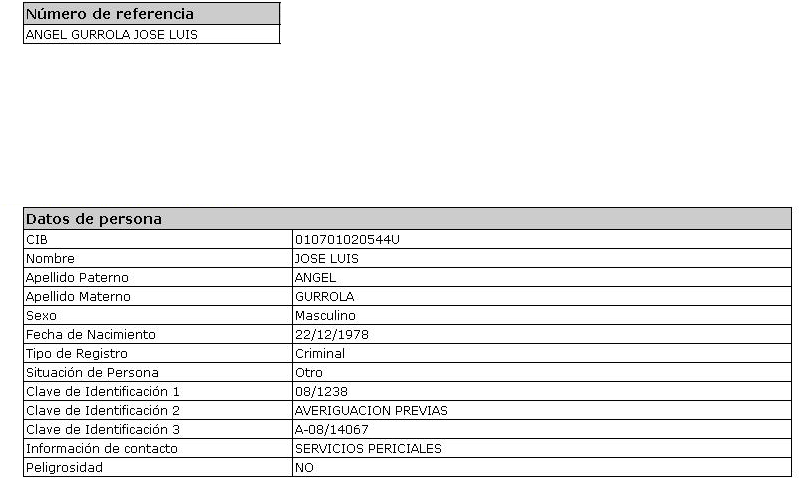 Número de referencia
ANGEL GURROLA JOSE LUIS
Datos de persona
CIB 010701020544U
Nombre JOSE LUIS
Apellido Paterno ANGEL
Apellido Materno GURROLA
Sexo Masculino
Fecha de Nacimiento 22/12/1978
Tipo de Registro Criminal
Situación de Persona Otro
Clave de Identificación 1 08/1238
Clave de Identificación 2 AVERIGUACION PREVIAS
Clave de Identificación 3 A-08/14067
Información de contacto SERVICIOS PERICIALES
Peligrosidad NO